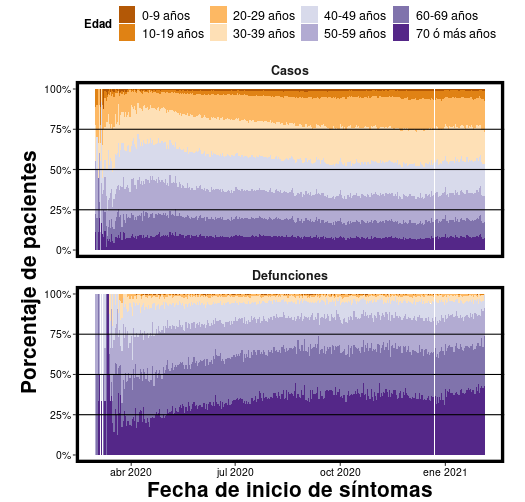 Edad
0-9 años 20-29 años 40-49 años 60-69 años
10-19 años 30-39 años 50-59 años 70 ó más años
Casos
100%
75%
50%
25%
0%
Defunciones
100%
75%
50%
25%
0%
Porcentaje de pacientes
abr 2020 jul 2020 oct 2020 ene 2021
Fecha de inicio de síntomas